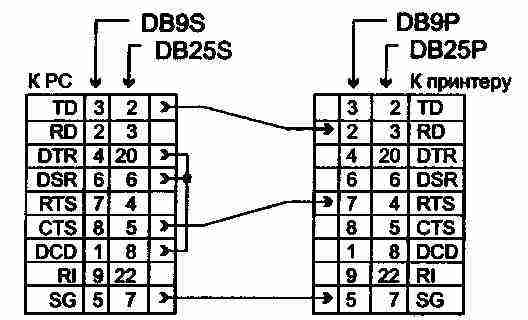 DB9S DB9P
DB25S DB25P
К PC К принтеру
TD 3 2 3 2 TD
RD 2 3 2 3 RD
DTR 4 20 4 20 DTR
DSR 6 6 6 6 DSR
RTS 7 4 7 4 RTS
CTS 8 5 8 5 CTS
DCD 1 8 1 8 DCD
RI 9 22 9 22 RI
SG 5 7 5 7 SG